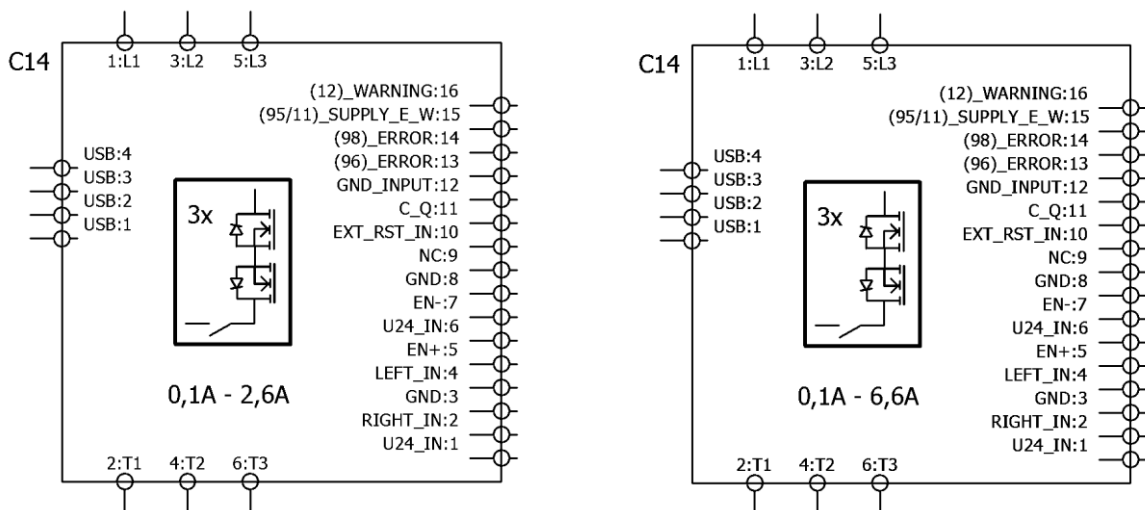 C14
1:L1 3:L2 5:L3
(12)_WARNING:16
(95/11)_SUPPLY_E_W:15
(98)_ERROR:14
(96)_ERROR:13
GND_INPUT:12
C_Q:11
EXT_RST_IN:10
NC:9
GND:8
EN-:7
U24_IN:6
EN+:5
LEFT_IN:4
GND:3
RIGHT_IN:2
U24_IN:1
USB:4
USB:3
USB:2
USB:1
3x
0,1A - 2,6A
2:T1 4:T2 6:T3
C14
1:L1 3:L2 5:L3
(12)_WARNING:16
(95/11)_SUPPLY_E_W:15
(98)_ERROR:14
(96)_ERROR:13
GND_INPUT:12
C_Q:11
EXT_RST_IN:10
NC:9
GND:8
EN-:7
U24_IN:6
EN+:5
LEFT_IN:4
GND:3
RIGHT_IN:2
U24_IN:1
USB:4
USB:3
USB:2
USB:1
3x
0,1A - 6,6A
2:T1 4:T2 6:T3